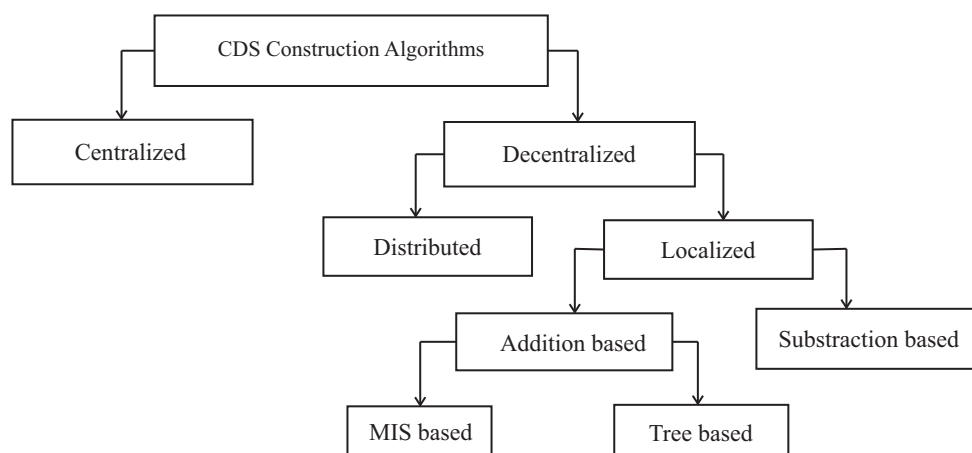 CDS Construction Algorithms
Centralized
Decentralized
Distributed
Localized
Addition based
Substraction based
MIS based
Tree based